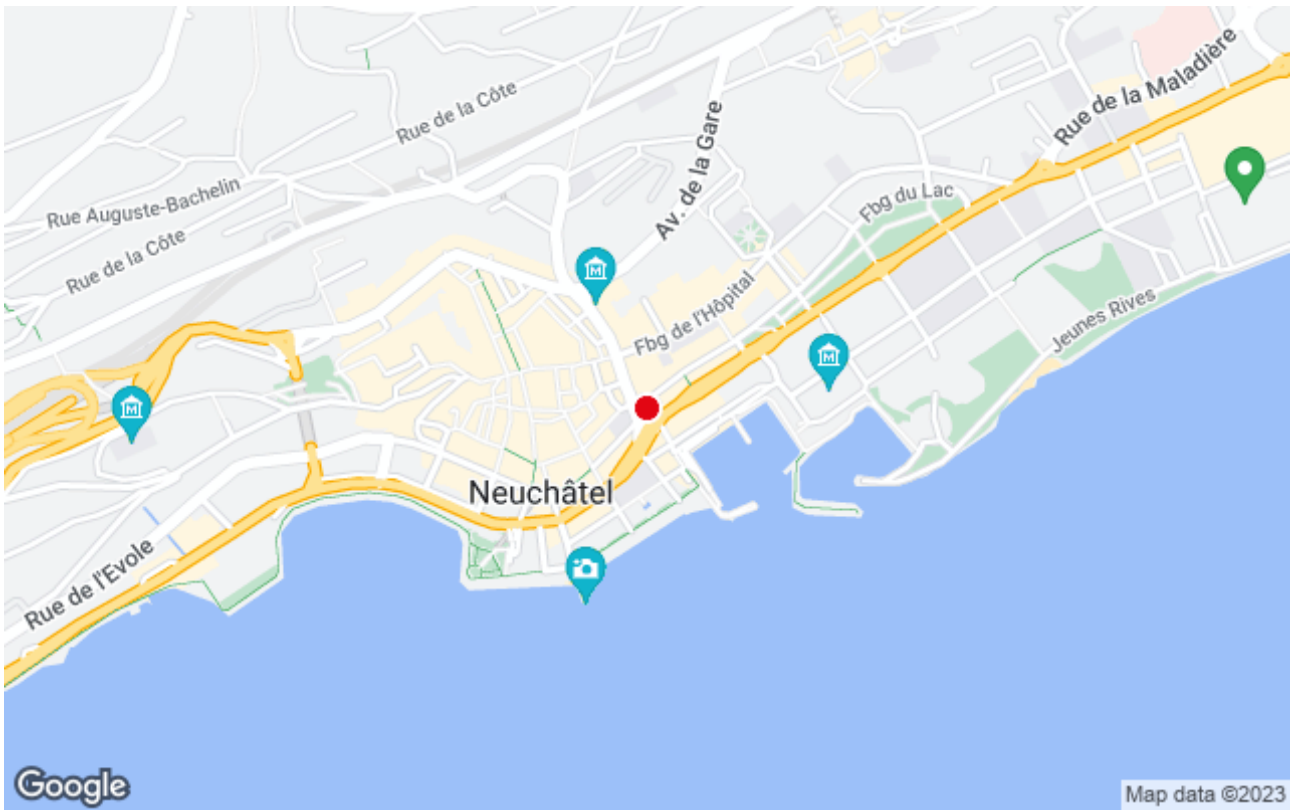 Rue de la Maladière
Rue de la Côte
Av. de la Gare
Rue Auguste-Bachelin
Fbg du Lac
Rue de la Côte
M
Fbg de l'Hôpital
Jeunes Rives
M
M
Neuchâtel
Rue de l'Evole
Google
Map data ©2023